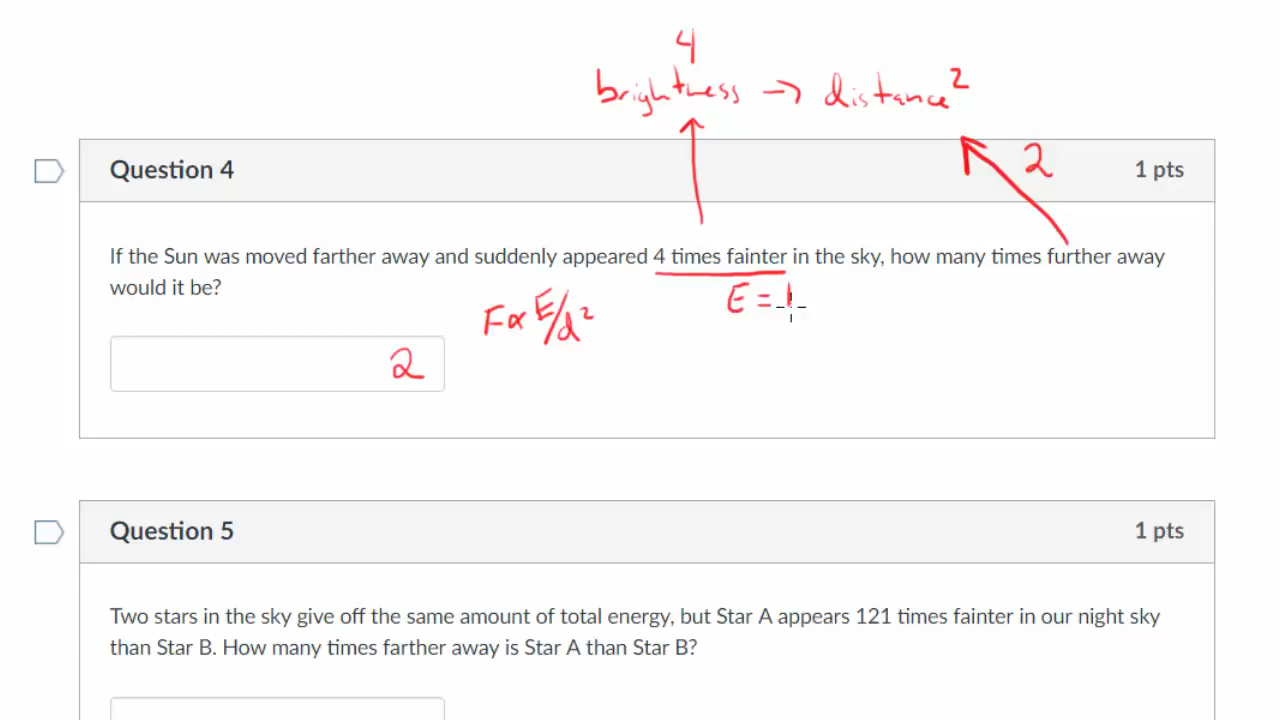 4
brightness → distance²
Question 4
2
1 pts
If the Sun was moved farther away and suddenly appeared 4 times fainter in the sky, how many times further away
would it be?
F∝ E/d²
E = 1
2
Question 5
1 pts
Two stars in the sky give off the same amount of total energy, but Star A appears 121 times fainter in our night sky
than Star B. How many times farther away is Star A than Star B?